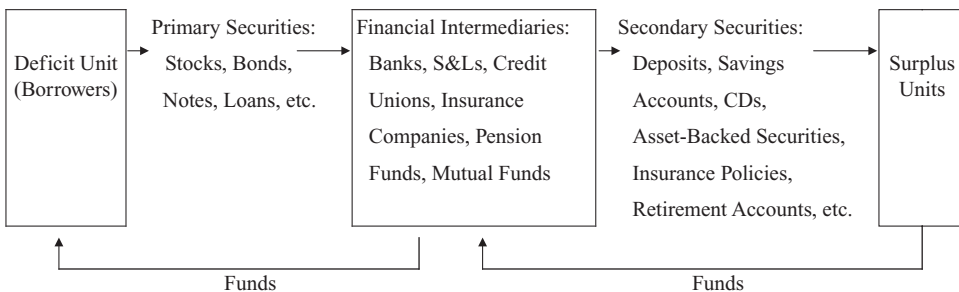 Deficit Unit
(Borrowers)
Primary Securities:
Stocks, Bonds,
Notes, Loans, etc.
Financial Intermediaries:
Banks, S&Ls, Credit
Unions, Insurance
Companies, Pension
Funds, Mutual Funds
Secondary Securities:
Deposits, Savings
Accounts, CDs,
Asset-Backed Securities,
Insurance Policies,
Retirement Accounts, etc.
Surplus
Units
Funds
Funds